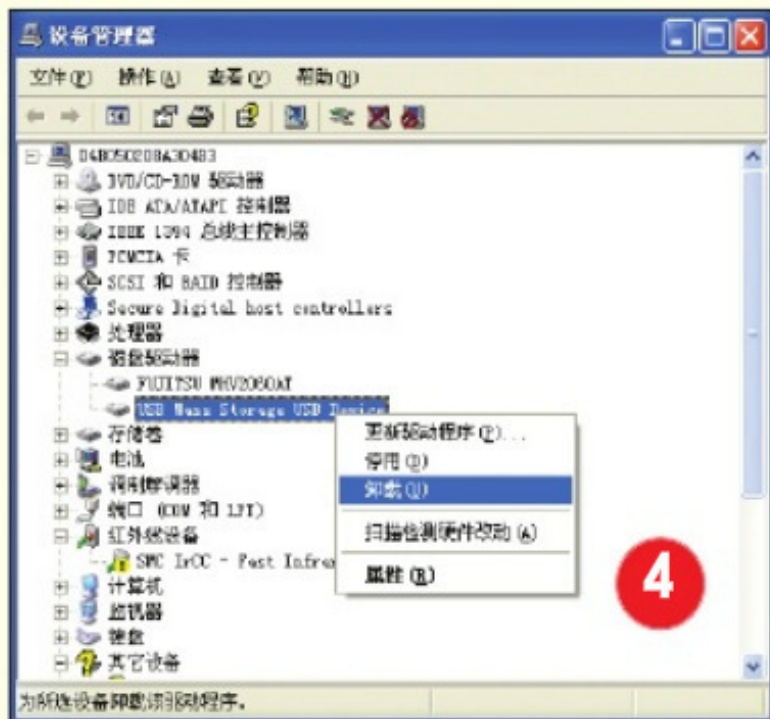 设备管理器
文件(F) 操作(A) 查看(V) 帮助(H)
04B050208A304B3
DVD/CD-ROM 驱动器
IDE ATA/ATAPI 控制器
IEEE 1394 总线主控制器
PCMCIA 卡
SCSI 和 RAID 控制器
Secure Digital host controllers
处理器
磁盘驱动器
FUJITSU MHV2060AT
USB Mass Storage USB Device
存储卷
电池
调制解调器
端口 (COM 和 LPT)
红外线设备
SMC IrCC - Fast Infrared
计算机
监视器
键盘
其它设备
更新驱动程序(P)...
停用(D)
卸载(U)
扫描检测硬件改动(A)
属性(R)
4
为所选设备卸载该驱动程序。